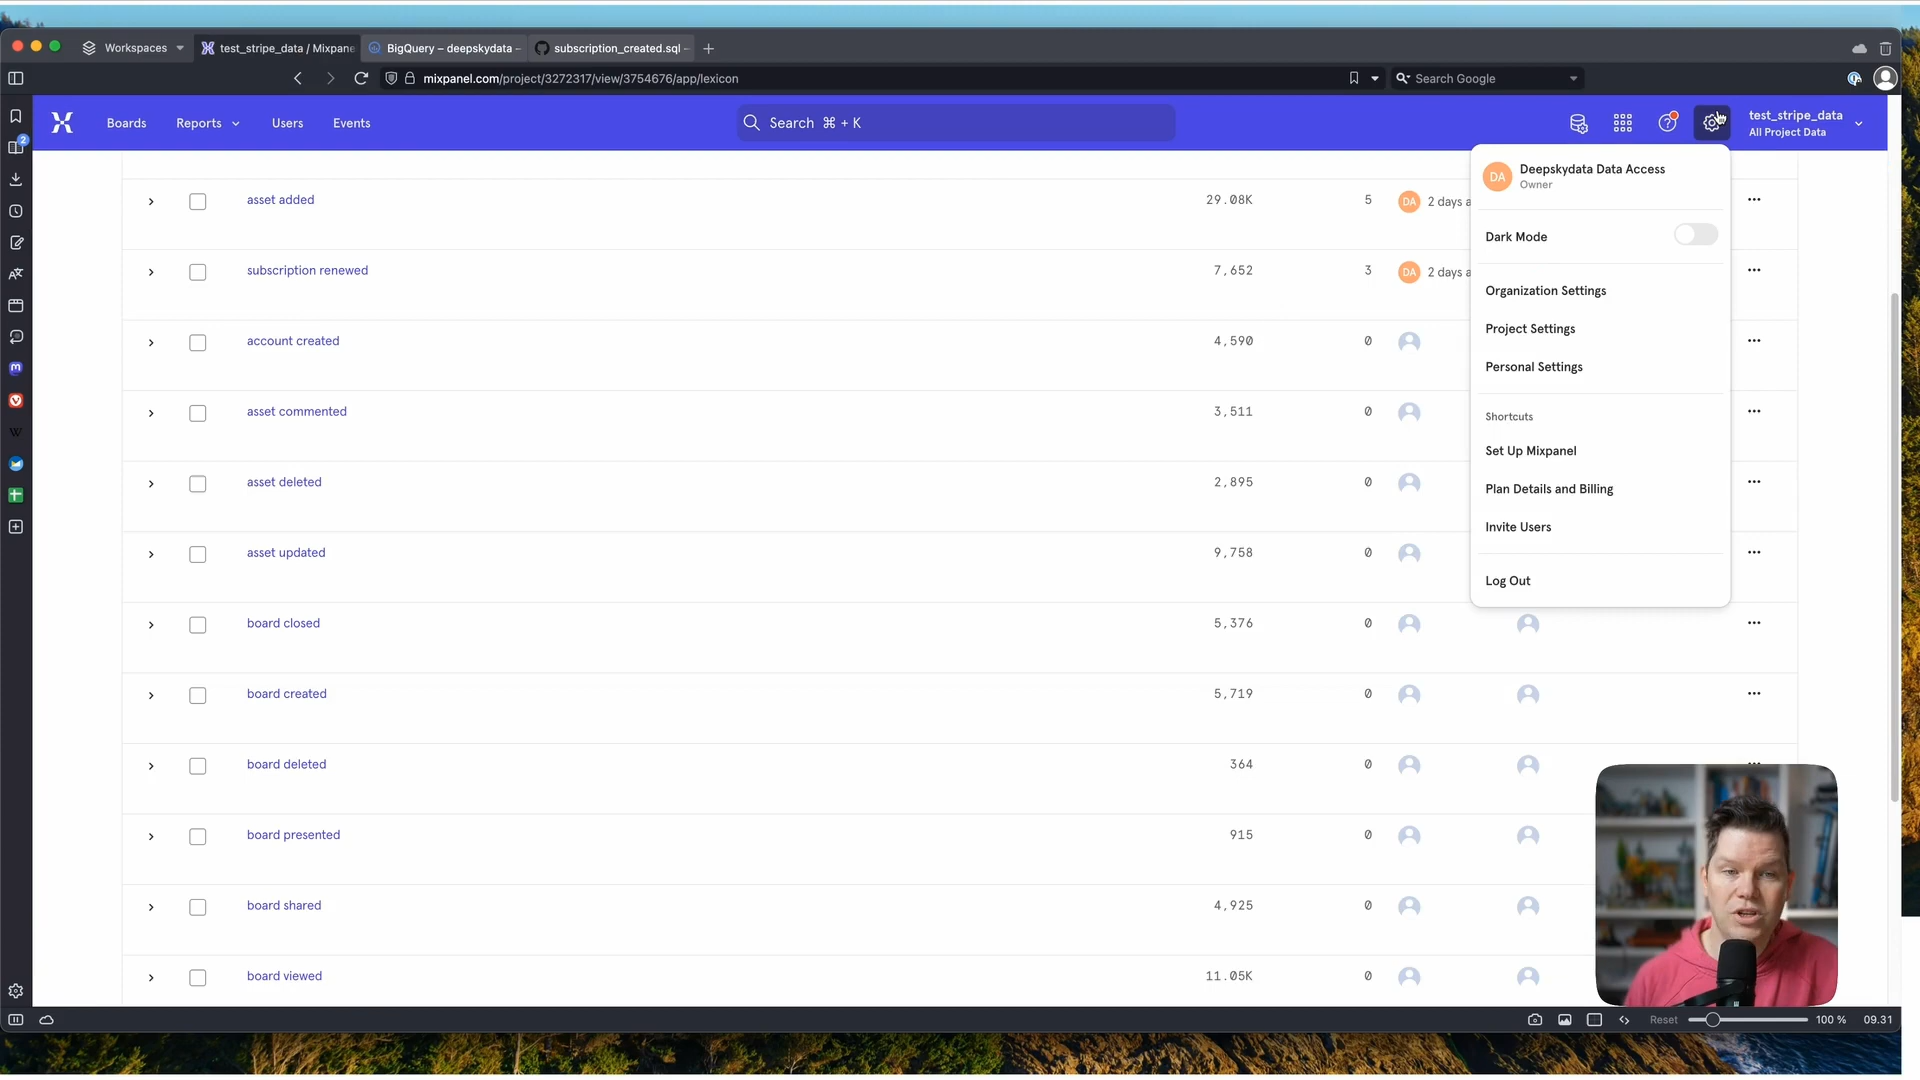 Workspaces
test_stripe_data / Mixpane
BigQuery – deepskydata –
subscription_created.sql –
mixpanel.com/project/3272317/view/3754676/app/lexicon
Search Google
2
Boards
Reports
Users
Events
Search ⌘ + K
test_stripe_data
All Project Data
DA
Deepskydata Data Access
Owner
Dark Mode
Organization Settings
Project Settings
Personal Settings
Shortcuts
Set Up Mixpanel
Plan Details and Billing
Invite Users
Log Out
asset added 29.08K 5 DA 2 days a
subscription renewed 7,652 3 DA 2 days a
account created 4,590 0
asset commented 3,511 0
asset deleted 2,895 0
asset updated 9,758 0
board closed 5,376 0
board created 5,719 0
board deleted 364 0
board presented 915 0
board shared 4,925 0
board viewed 11.05K 0
Reset 100 % 09.31